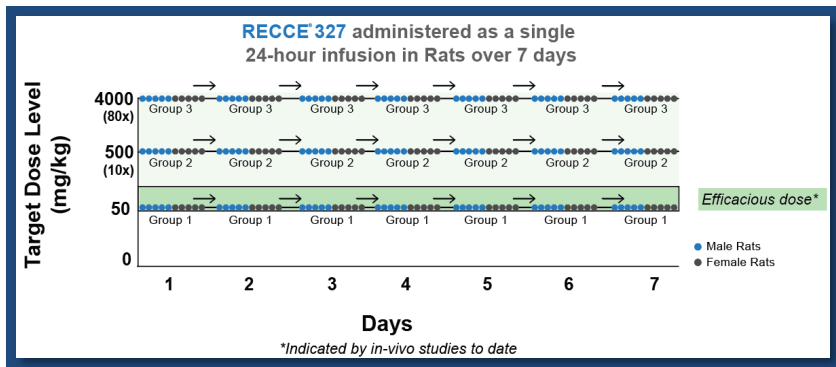 RECCE® 327 administered as a single
24-hour infusion in Rats over 7 days
Target Dose Level
(mg/kg)
4000
(80x)
Group 3 Group 3 Group 3 Group 3 Group 3 Group 3 Group 3
500
(10x)
Group 2 Group 2 Group 2 Group 2 Group 2 Group 2 Group 2
50
Group 1 Group 1 Group 1 Group 1 Group 1 Group 1 Group 1
Efficacious dose*
0
Male Rats
Female Rats
1 2 3 4 5 6 7
Days
*Indicated by in-vivo studies to date